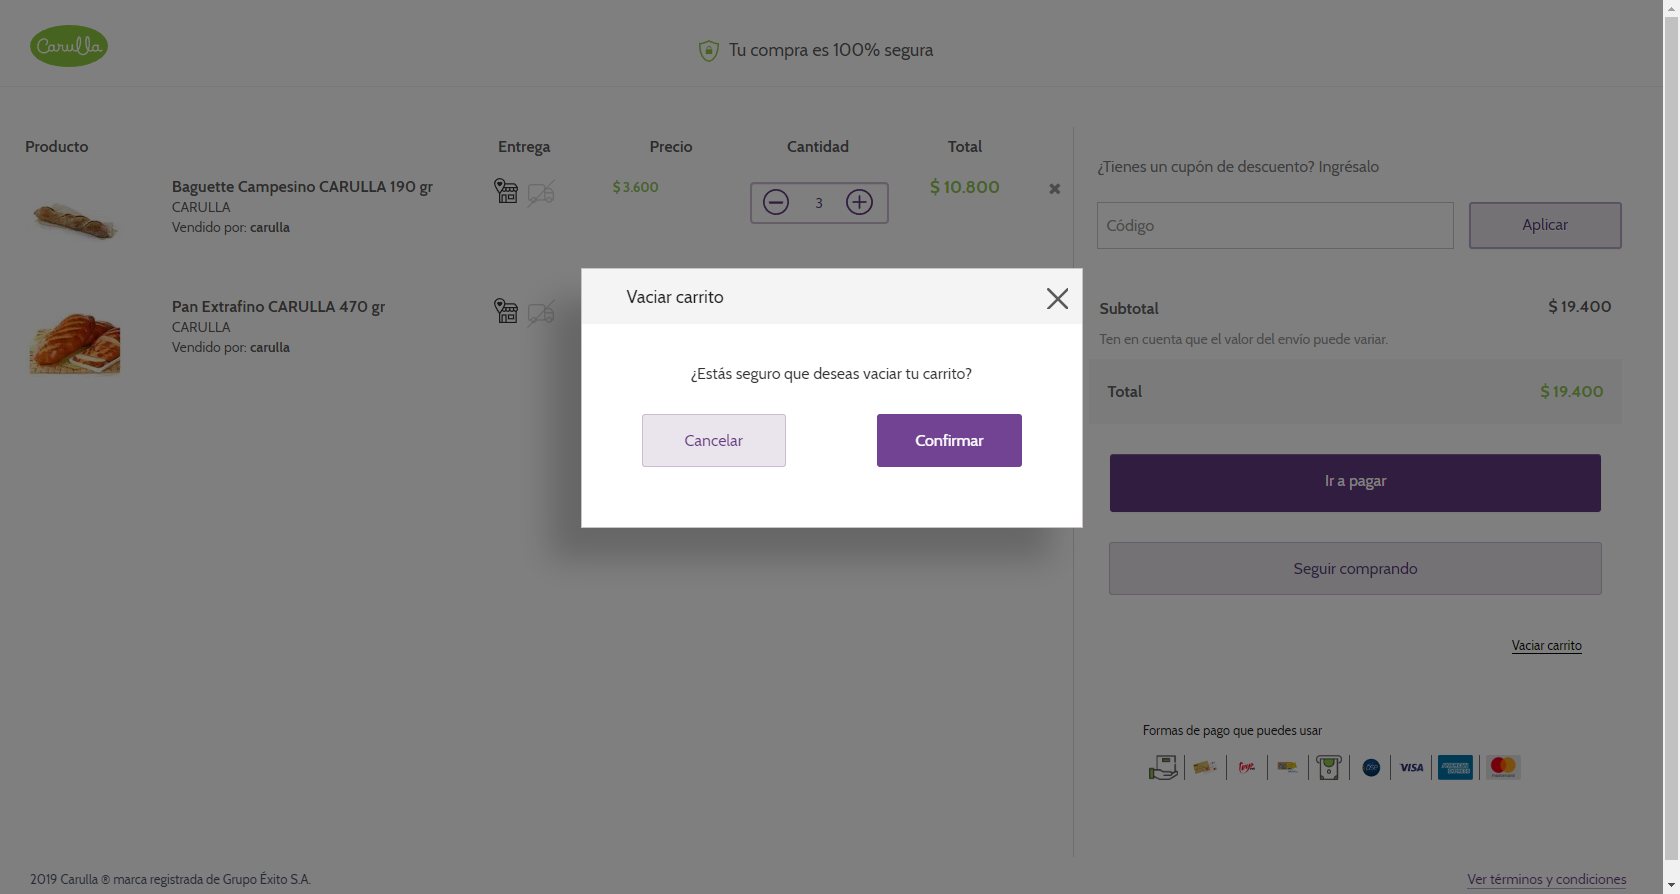 Carulla
Tu compra es 100% segura
Producto
Entrega
Precio
Cantidad
Total
Baguette Campesino CARULLA 190 gr
CARULLA
Vendido por: carulla
$ 3.600
3
$ 10.800
Pan Extrafino CARULLA 470 gr
CARULLA
Vendido por: carulla
Vaciar carrito
¿Estás seguro que deseas vaciar tu carrito?
Cancelar
Confirmar
¿Tienes un cupón de descuento? Ingrésalo
Código
Aplicar
Subtotal
$ 19.400
Ten en cuenta que el valor del envío puede variar.
Total
$ 19.400
Ir a pagar
Seguir comprando
Vaciar carrito
Formas de pago que puedes usar
VISA
2019 Carulla ® marca registrada de Grupo Éxito S.A.
Ver términos y condiciones